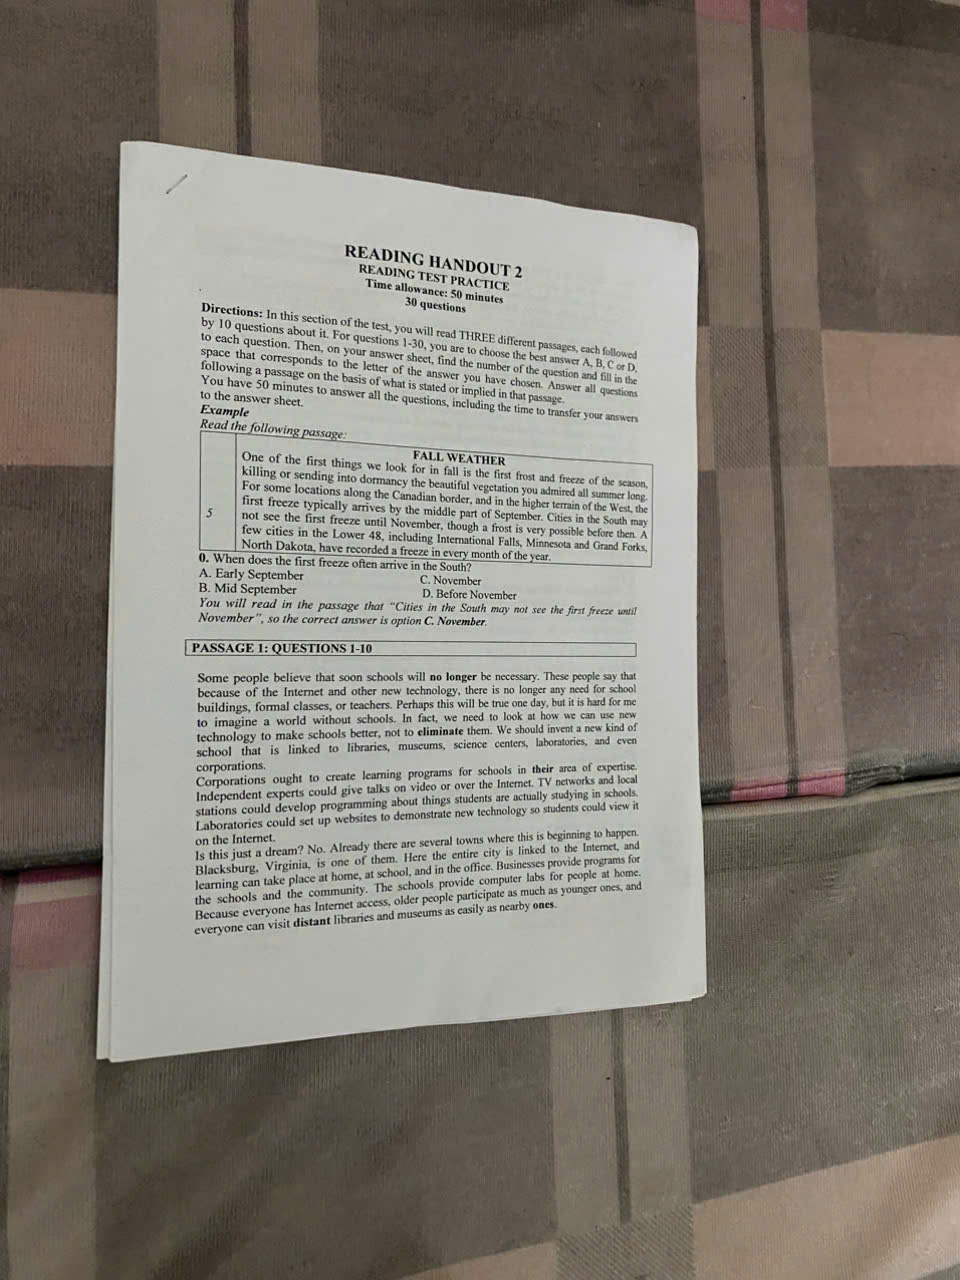 READING HANDOUT 2
READING TEST PRACTICE
Time allowance: 50 minutes
30 questions
Directions: In this section of the test, you will read THREE different passages, each followed
by 10 questions about it. For questions 1-30, you are to choose the best answer A, B, C or D,
to each question. Then, on your answer sheet, find the number of the question and fill in the
space that corresponds to the letter of the answer you have chosen. Answer all questions
following a passage on the basis of what is stated or implied in that passage.
You have 50 minutes to answer all the questions, including the time to transfer your answers
to the answer sheet.
Example
Read the following passage:
FALL WEATHER
One of the first things we look for in fall is the first frost and freeze of the season,
killing or sending into dormancy the beautiful vegetation you admired all summer long.
For some locations along the Canadian border, and in the higher terrain of the West, the
first freeze typically arrives by the middle part of September. Cities in the South may
5 not see the first freeze until November, though a frost is very possible before then. A
few cities in the Lower 48, including International Falls, Minnesota and Grand Forks,
North Dakota, have recorded a freeze in every month of the year.
0. When does the first freeze often arrive in the South?
A. Early September C. November
B. Mid September D. Before November
You will read in the passage that "Cities in the South may not see the first freeze until
November", so the correct answer is option C. November.
PASSAGE 1: QUESTIONS 1-10
Some people believe that soon schools will no longer be necessary. These people say that
because of the Internet and other new technology, there is no longer any need for school
buildings, formal classes, or teachers. Perhaps this will be true one day, but it is hard for me
to imagine a world without schools. In fact, we need to look at how we can use new
technology to make schools better, not to eliminate them. We should invent a new kind of
school that is linked to libraries, museums, science centers, laboratories, and even
corporations.
Corporations ought to create learning programs for schools in their area of expertise.
Independent experts could give talks on video or over the Internet. TV networks and local
stations could develop programming about things students are actually studying in schools.
Laboratories could set up websites to demonstrate new technology so students could view it
on the Internet.
Is this just a dream? No. Already there are several towns where this is beginning to happen.
Blacksburg, Virginia, is one of them. Here the entire city is linked to the Internet, and
learning can take place at home, at school, and in the office. Businesses provide programs for
the schools and the community. The schools provide computer labs for people at home.
Because everyone has Internet access, older people participate as much as younger ones, and
everyone can visit distant libraries and museums as easily as nearby ones.